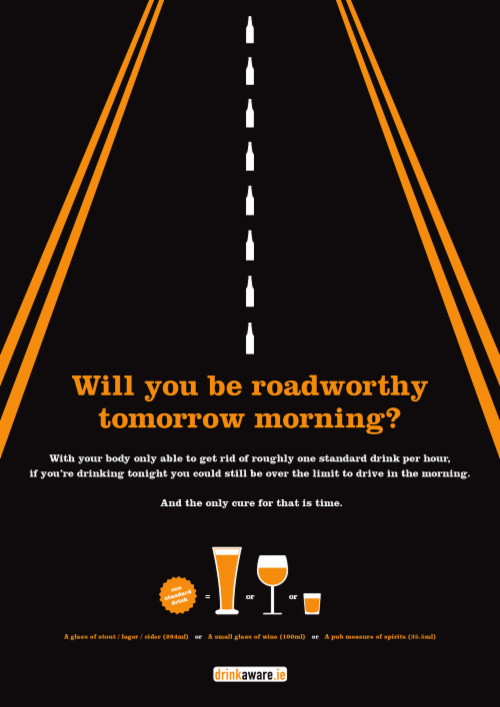 Will you be roadworthy
tomorrow morning?
With your body only able to get rid of roughly one standard drink per hour,
if you're drinking tonight you could still be over the limit to drive in the morning.
And the only cure for that is time.
one
standard
drink
= or or
A glass of stout / lager / cider (284ml) or A small glass of wine (100ml) or A pub measure of spirits (35.5ml)
drinkaware.ie